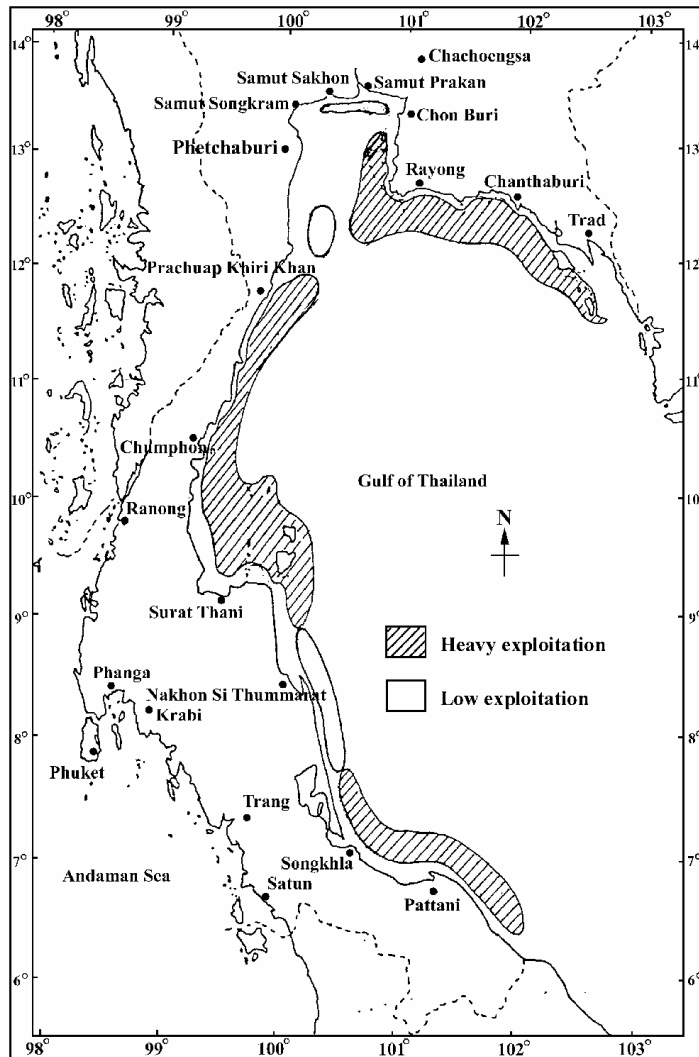 98° 99° 100° 101° 102° 103°
14° 14
Chachoengsa
Samut Sakhon
Samut Prakan
Samut Songkram
Chon Buri
13° 13°
Phetchaburi
Rayong
Chanthaburi
Trad
12° 12°
Prachuap Khiri Khan
11° 11°
Chumphon
Gulf of Thailand
10° 10°
Ranong
N
Surat Thani
9° 9°
Heavy exploitation
Phanga
Nakhon Si Thummarat
Low exploitation
Krabi
8° 8°
Phuket
Trang
7° 7°
Songkhla
Andaman Sea
Satun
Pattani
6° 6°
98° 99° 100° 101° 102° 103°